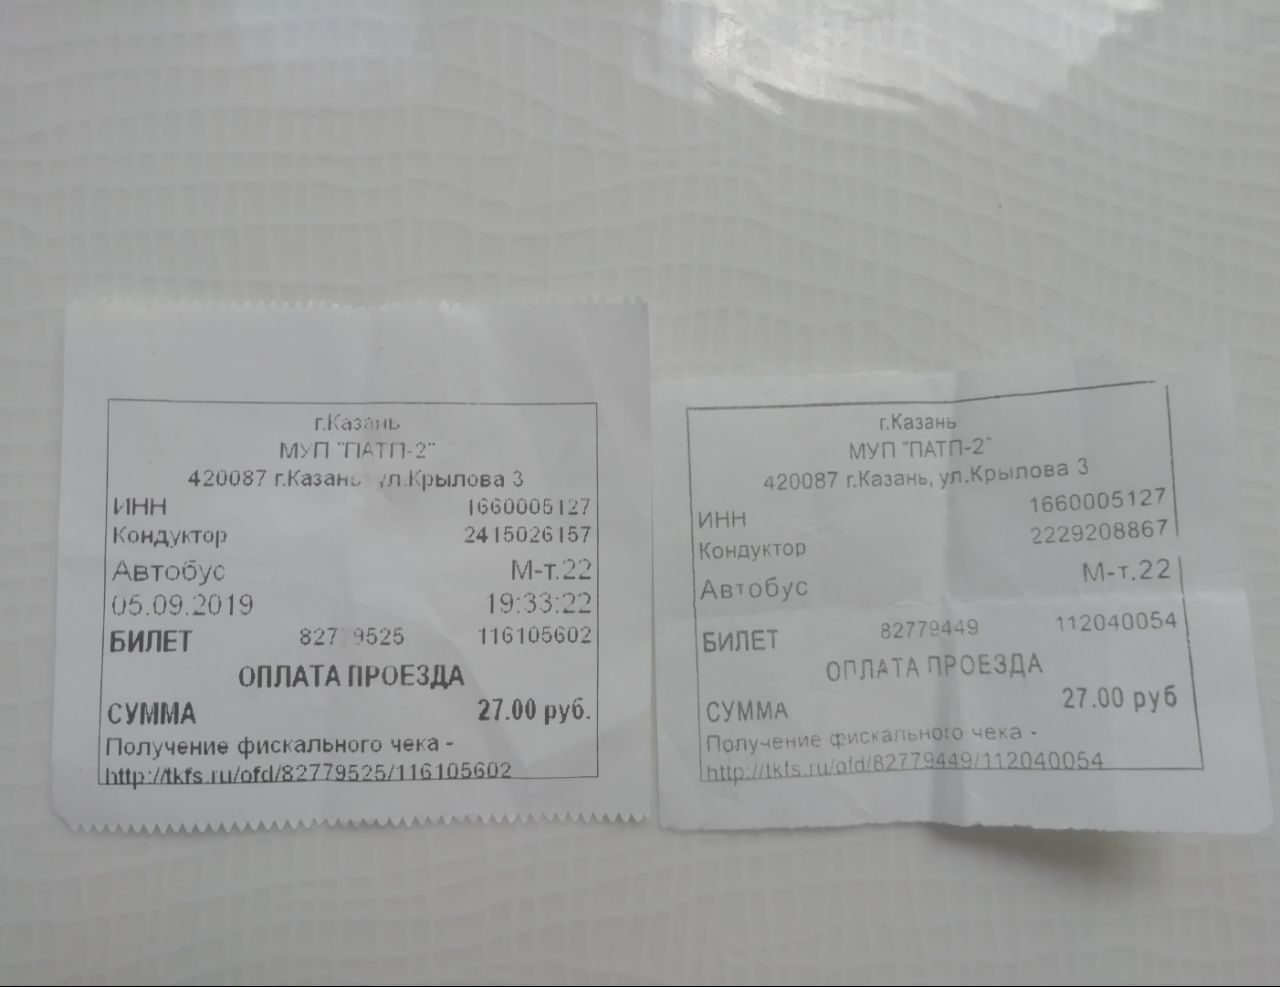 г.Казань
МУП "ПАТП-2"
420087 г.Казань ул.Крылова 3
ИНН 1660005127
Кондуктор 2415026157
Автобус М-т.22
05.09.2019 19:33:22
БИЛЕТ 827 9525 116105602
ОПЛАТА ПРОЕЗДА
СУММА 27.00 руб.
Получение фискального чека -
http://tkfs.ru/ofd/82779525/116105602
г.Казань
МУП "ПАТП-2"
420087 г.Казань, ул.Крылова 3
ИНН 1660005127
Кондуктор 2229208867
Автобус М-т.22
БИЛЕТ 82779449 112040054
ОПЛАТА ПРОЕЗДА
СУММА 27.00 руб
Получение фискального чека -
http://tkfs.ru/ofd/82779449/112040054